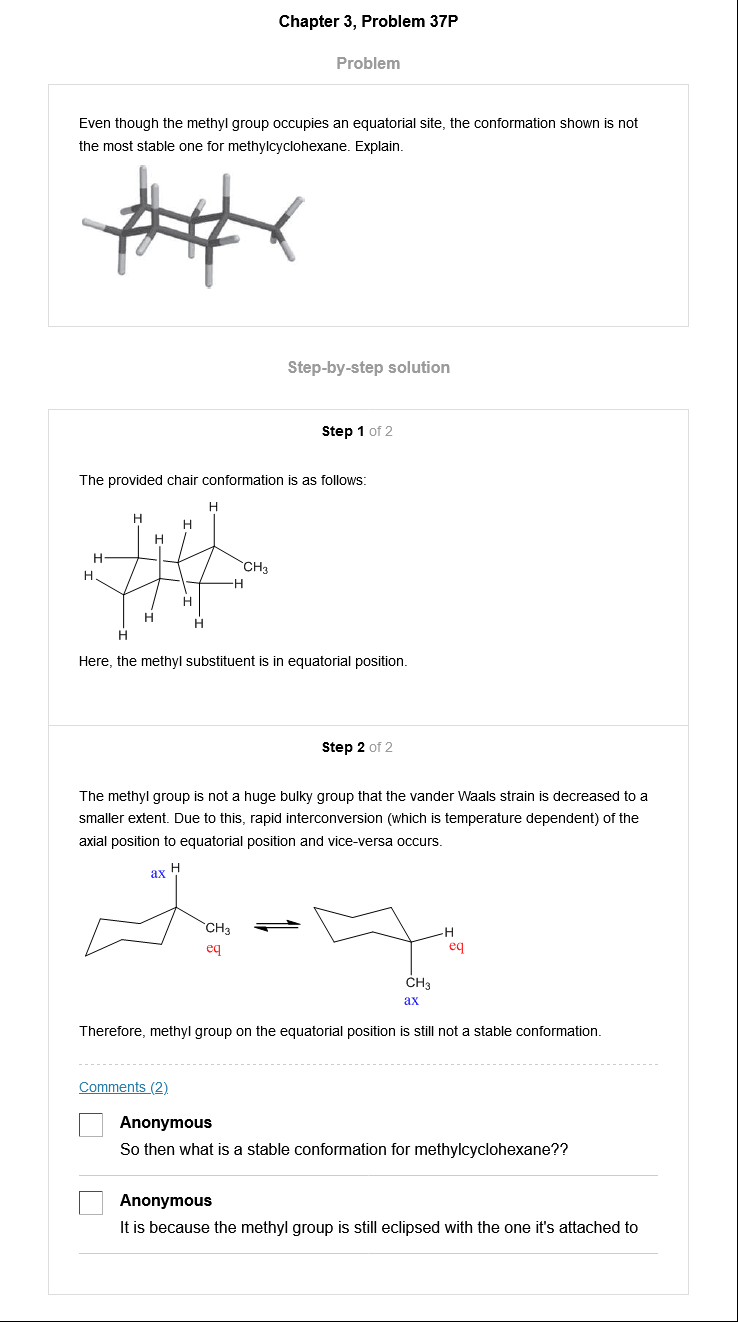 Chapter 3, Problem 37P
Problem
Even though the methyl group occupies an equatorial site, the conformation shown is not
the most stable one for methylcyclohexane. Explain.
Step-by-step solution
Step 1 of 2
The provided chair conformation is as follows:
H
H
H
H
H
CH3
H
H
H
H
H
H
Here, the methyl substituent is in equatorial position.
Step 2 of 2
The methyl group is not a huge bulky group that the vander Waals strain is decreased to a
smaller extent. Due to this, rapid interconversion (which is temperature dependent) of the
axial position to equatorial position and vice-versa occurs.
ax H
CH3
eq
H
eq
CH3
ax
Therefore, methyl group on the equatorial position is still not a stable conformation.
Comments (2)
Anonymous
So then what is a stable conformation for methylcyclohexane??
Anonymous
It is because the methyl group is still eclipsed with the one it's attached to